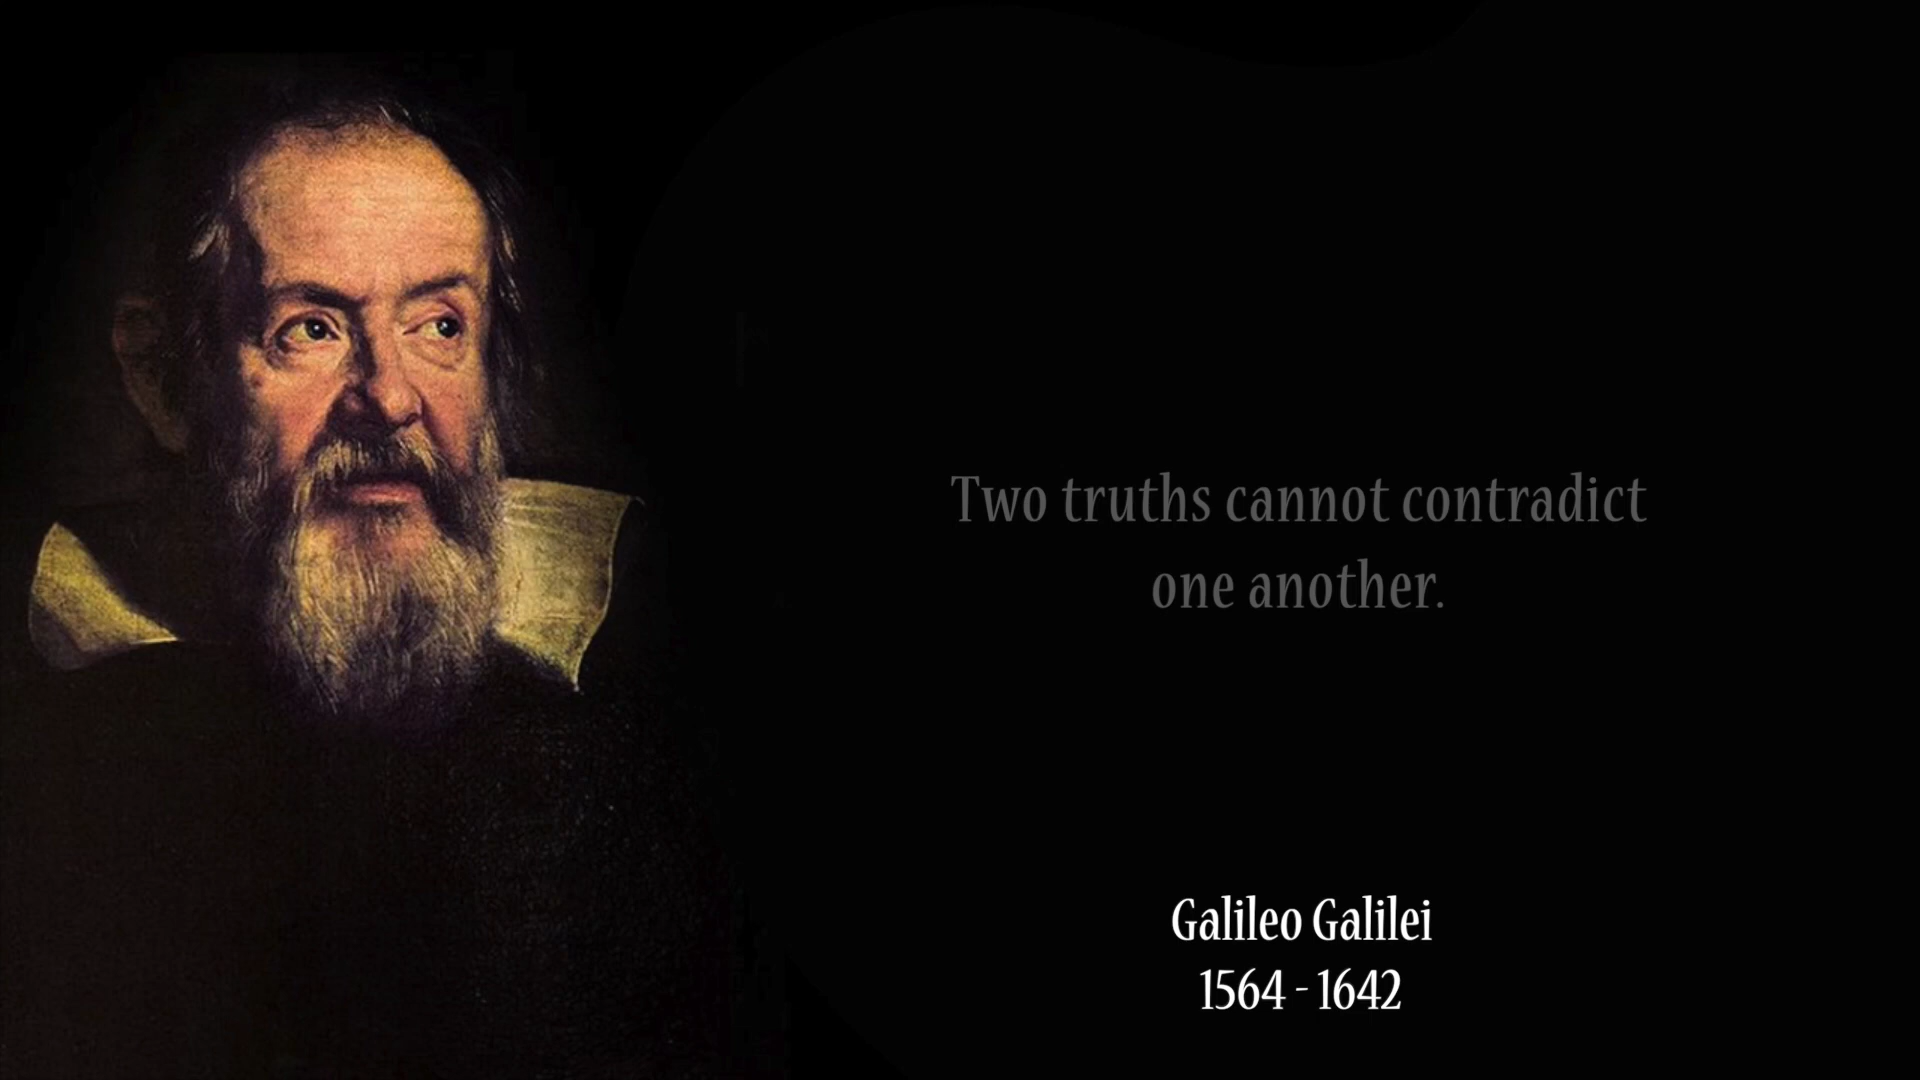 Two truths cannot contradict
one another.
Galileo Galilei
1564 - 1642